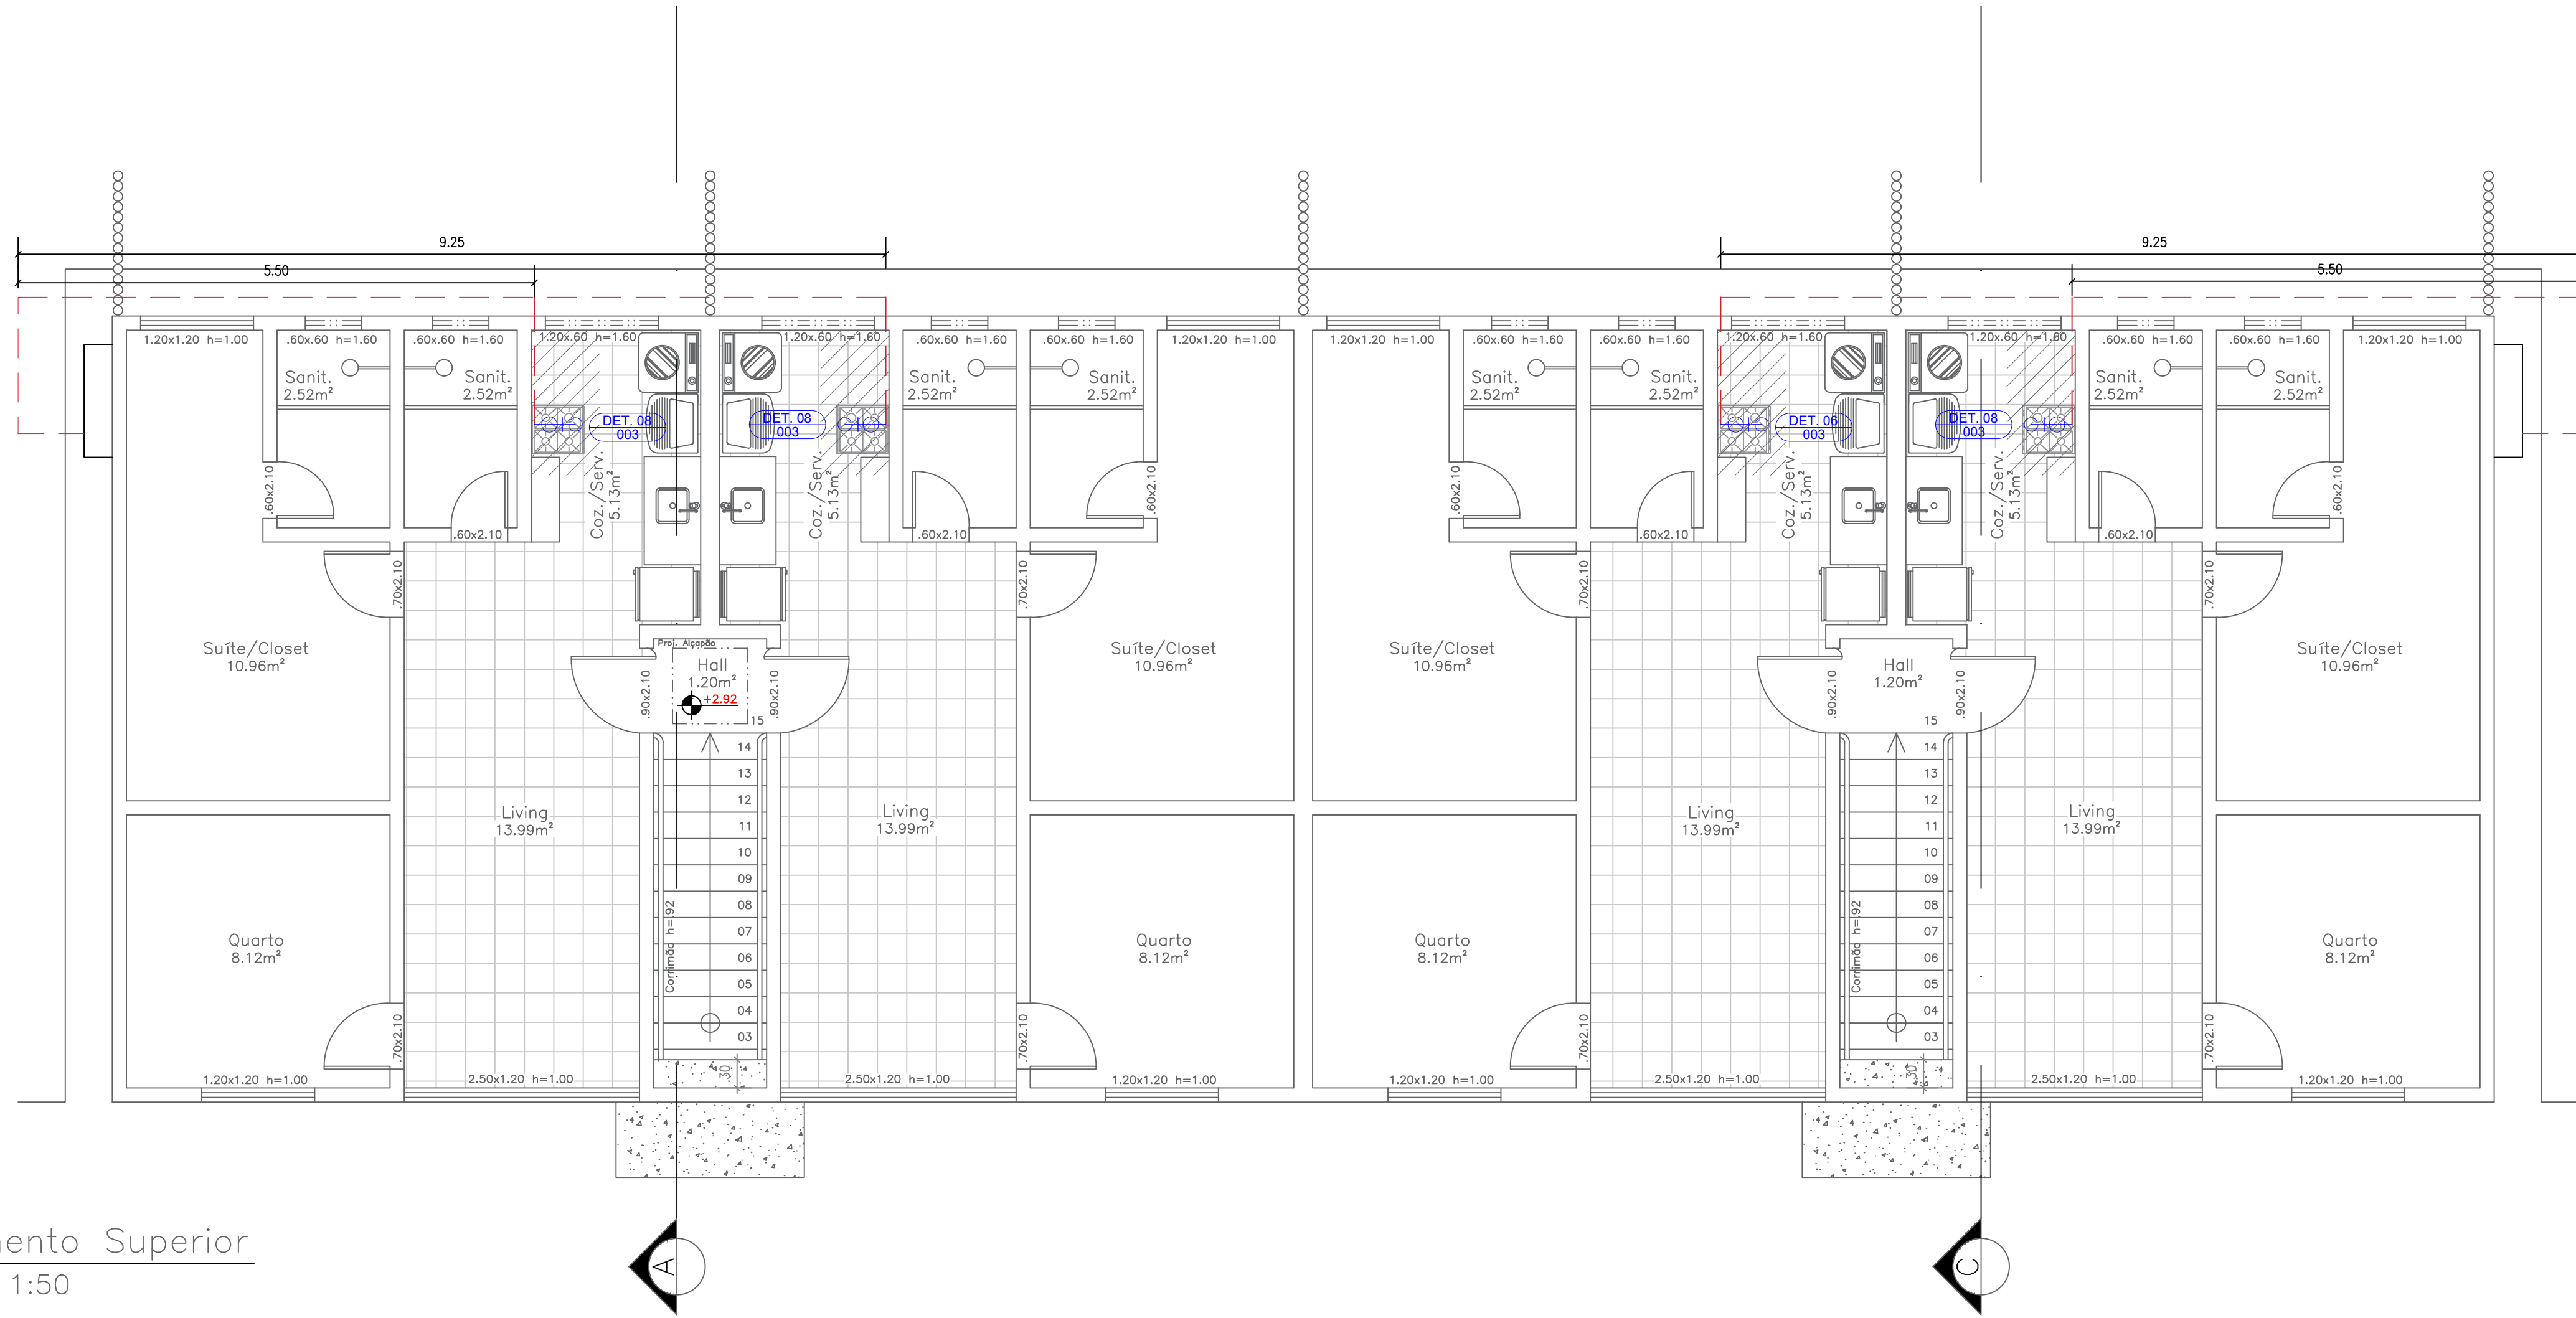 9.25
9.25
5.50
5.50
1.20x1.20 h=1.00
.60x.60 h=1.60
.60x.60 h=1.60
1.20x.60 h=1.60
1.20x.60 h=1.60
.60x.60 h=1.60
.60x.60 h=1.60
1.20x1.20 h=1.00
1.20x1.20 h=1.00
.60x.60 h=1.60
.60x.60 h=1.60
1.20x.60 h=1.60
1.20x.60 h=1.60
.60x.60 h=1.60
.60x.60 h=1.60
1.20x1.20 h=1.00
Sanit.
2.52m²
Sanit.
2.52m²
Sanit.
2.52m²
Sanit.
2.52m²
Sanit.
2.52m²
Sanit.
2.52m²
Sanit.
2.52m²
Sanit.
2.52m²
DET. 08
003
DET. 08
003
DET. 06
003
DET. 08
003
Coz./Serv.
5.13m²
Coz./Serv.
5.13m²
Coz./Serv.
5.13m²
Coz./Serv.
5.13m²
.60x2.10
.60x2.10
.60x2.10
.60x2.10
.60x2.10
.60x2.10
.60x2.10
.60x2.10
.70x2.10
.70x2.10
.70x2.10
.70x2.10
Proj. Alçapão
Suíte/Closet
10.96m²
Hall
1.20m²
+2.92
Suíte/Closet
10.96m²
Suíte/Closet
10.96m²
Hall
1.20m²
Suíte/Closet
10.96m²
.90x2.10
.90x2.10
.90x2.10
.90x2.10
15
14
13
12
11
10
09
08
07
06
05
04
03
15
14
13
12
11
10
09
08
07
06
05
04
03
Living
13.99m²
Living
13.99m²
Living
13.99m²
Living
13.99m²
Corrimão h=.92
Corrimão h=.92
Quarto
8.12m²
Quarto
8.12m²
Quarto
8.12m²
Quarto
8.12m²
.70x2.10
.70x2.10
.70x2.10
.70x2.10
.30
.30
1.20x1.20 h=1.00
2.50x1.20 h=1.00
2.50x1.20 h=1.00
1.20x1.20 h=1.00
1.20x1.20 h=1.00
2.50x1.20 h=1.00
2.50x1.20 h=1.00
1.20x1.20 h=1.00
ento Superior
1:50
A
C